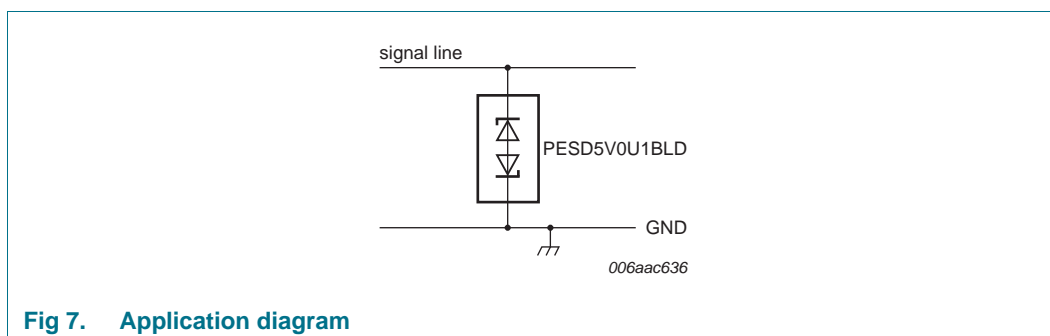 signal line
PESD5V0U1BLD
GND
006aac636
Fig 7. Application diagram